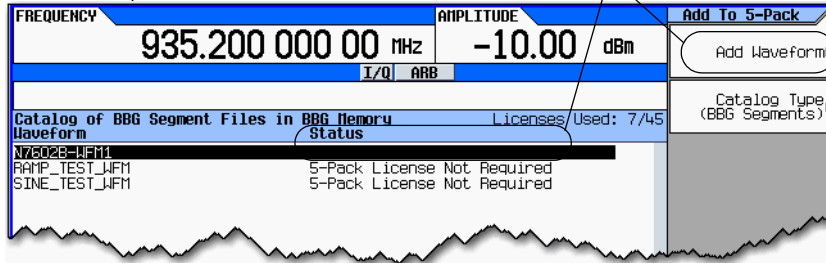 FREQUENCY
AMPLITUDE
935.200 000 00 MHz
-10.00 dBm
I/Q ARB
Catalog of BBG Segment Files in BBG Memory Licenses Used: 7/45
Waveform Status
N7602B-WFM1
RAMP_TEST_WFM 5-Pack License Not Required
SINE_TEST_WFM 5-Pack License Not Required
Add To 5-Pack
Add Waveform
Catalog Type
(BBG Segments)